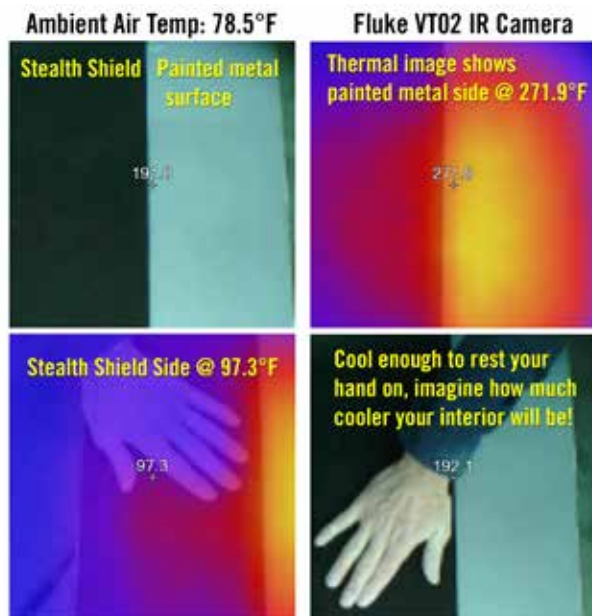 Ambient Air Temp: 78.5°F
Fluke VT02 IR Camera
Stealth Shield
Painted metal
surface
Thermal image shows
painted metal side @ 271.9°F
Stealth Shield Side @ 97.3°F
97.3
Cool enough to rest your
hand on, imagine how much
cooler your interior will be!
192.1